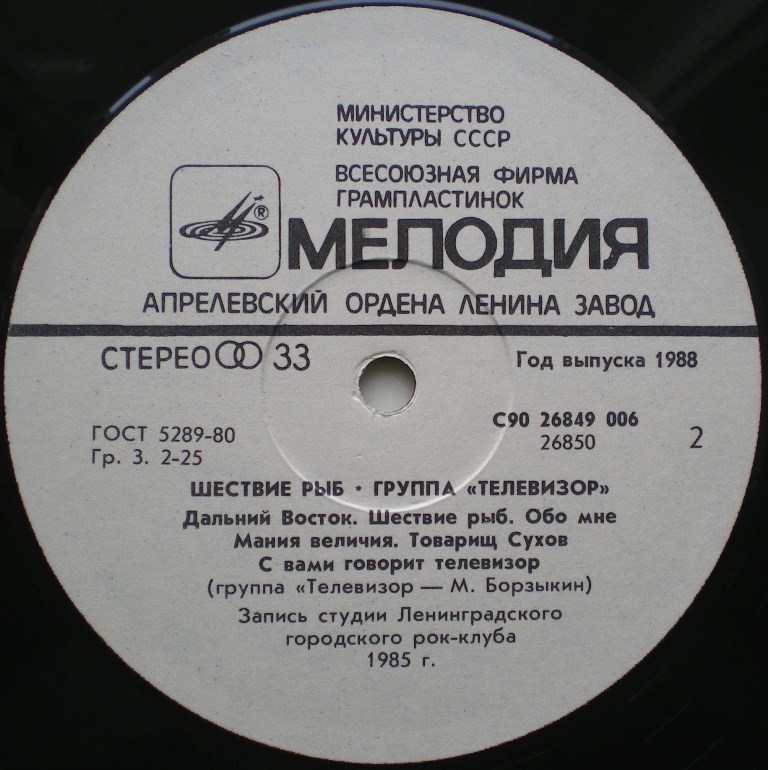 МИНИСТЕРСТВО
КУЛЬТУРЫ СССР
ВСЕСОЮЗНАЯ ФИРМА
ГРАМПЛАСТИНОК
®
МЕЛОДИЯ
АПРЕЛЕВСКИЙ ОРДЕНА ЛЕНИНА ЗАВОД
СТЕРЕО 33
Год выпуска 1988
ГОСТ 5289-80
Гр. 3. 2-25
С90 26849 006
26850
2
ШЕСТВИЕ РЫБ · ГРУППА «ТЕЛЕВИЗОР»
Дальний Восток. Шествие рыб. Обо мне
Мания величия. Товарищ Сухов
С вами говорит телевизор
(группа «Телевизор — М. Борзыкин)
Запись студии Ленинградского
городского рок-клуба
1985 г.